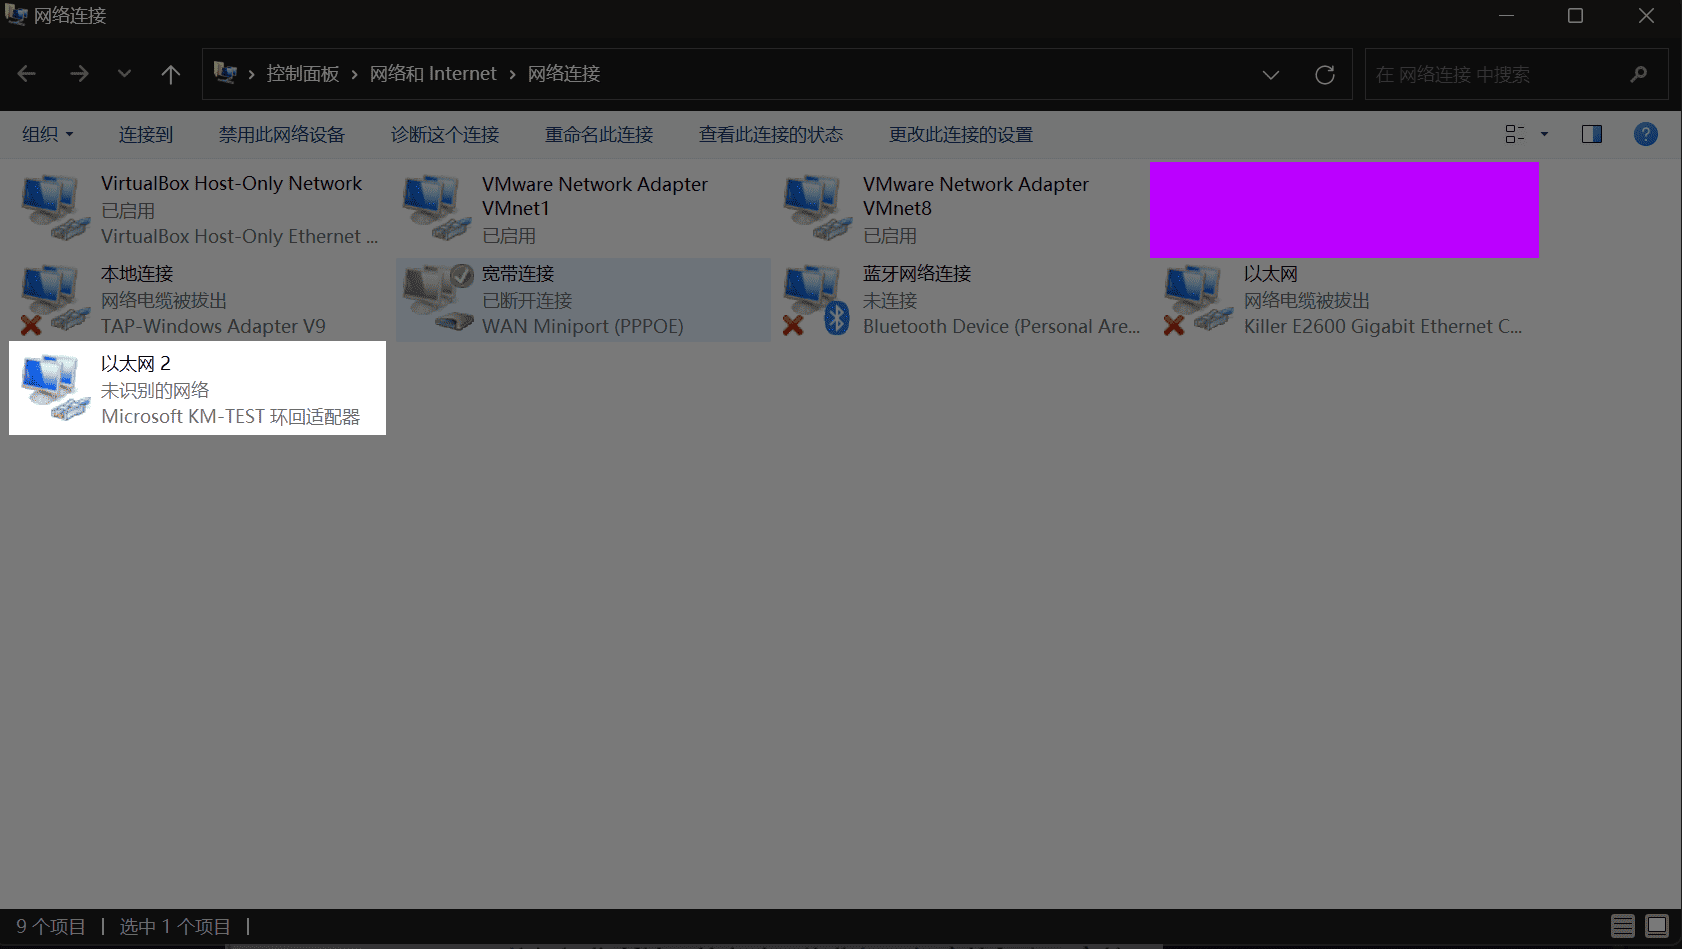 网络连接
控制面板 › 网络和 Internet › 网络连接
在 网络连接 中搜索
组织 连接到 禁用此网络设备 诊断这个连接 重命名此连接 查看此连接的状态 更改此连接的设置
VirtualBox Host-Only Network
已启用
VirtualBox Host-Only Ethernet ...
VMware Network Adapter
VMnet1
已启用
VMware Network Adapter
VMnet8
已启用
本地连接
网络电缆被拔出
TAP-Windows Adapter V9
宽带连接
已断开连接
WAN Miniport (PPPOE)
蓝牙网络连接
未连接
Bluetooth Device (Personal Are...
以太网
网络电缆被拔出
Killer E2600 Gigabit Ethernet C...
以太网 2
未识别的网络
Microsoft KM-TEST 环回适配器
9 个项目 | 选中 1 个项目 |